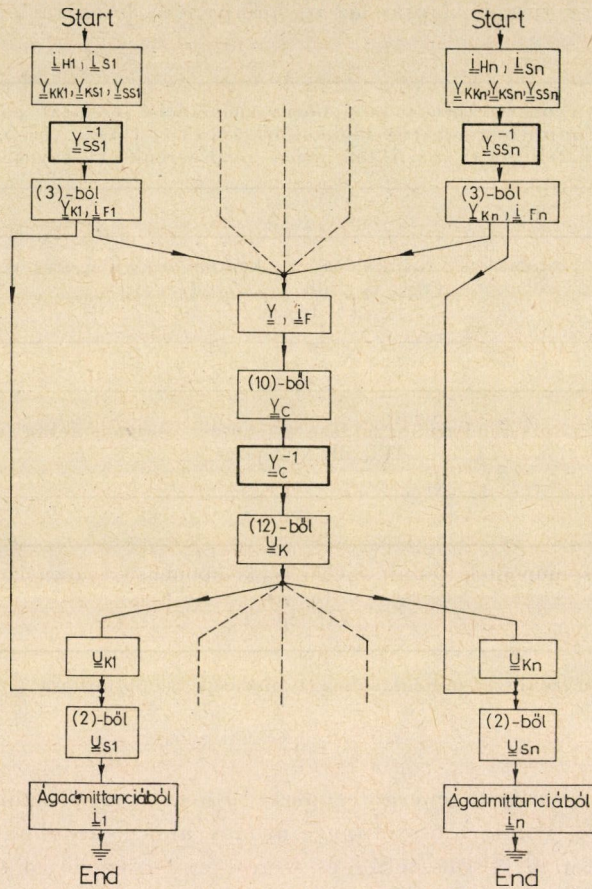 Start
i_H1, i_S1
Y_KK1, Y_KS1, Y_SS1
Y_SS1^-1
(3)-ból
Y_K1, i_F1
Start
i_Hn, i_Sn
Y_KKn, Y_KSn, Y_SSn
Y_SSn^-1
(3)-ból
Y_Kn, i_Fn
Y, i_F
(10)-ből
Y_C
Y_C^-1
(12)-ből
U_K
U_K1
(2)-ből
U_S1
Ágadmittanciából
i_1
End
U_Kn
(2)-ből
U_Sn
Ágadmittanciából
i_n
End